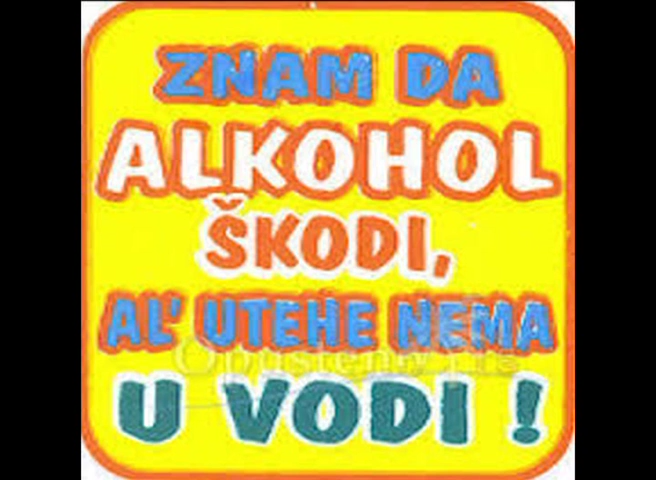 ZNAM DA
ALKOHOL
ŠKODI,
AL' UTEHE NEMA
U VODI !